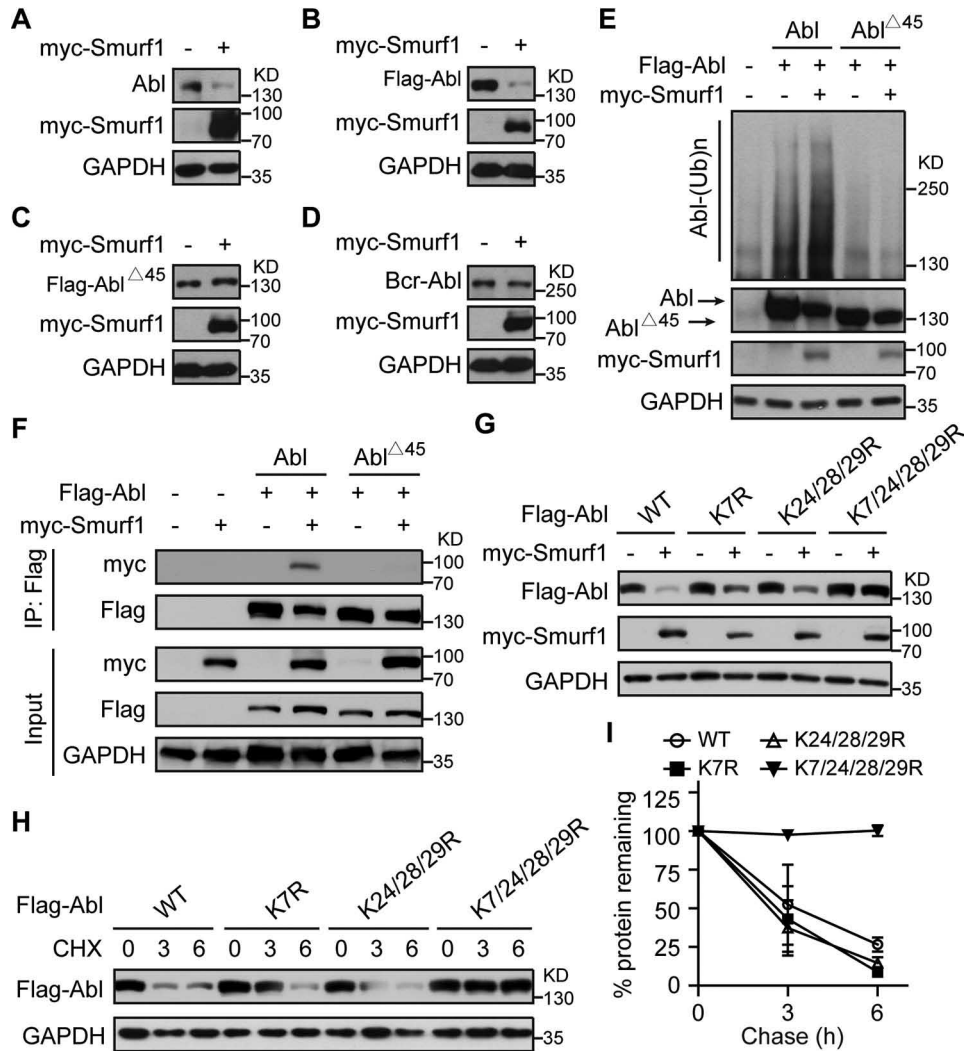 A
myc-Smurf1 - +
Abl
KD
130
myc-Smurf1
100
70
GAPDH
35
B
myc-Smurf1 - +
Flag-Abl
KD
130
myc-Smurf1
100
70
GAPDH
35
C
myc-Smurf1 - +
Flag-Abl△45
KD
130
myc-Smurf1
100
70
GAPDH
35
D
myc-Smurf1 - +
Bcr-Abl
KD
250
myc-Smurf1
100
70
GAPDH
35
E
Abl Abl△45
Flag-Abl - + + + +
myc-Smurf1 - - + - +
Abl-(Ub)n
KD
250
130
Abl
Abl△45
130
myc-Smurf1
100
70
GAPDH
35
F
Abl Abl△45
Flag-Abl - - + + + +
myc-Smurf1 - + - + - +
KD
IP: Flag
myc
100
70
Flag
130
Input
myc
100
70
Flag
130
GAPDH
35
G
Flag-Abl WT K7R K24/28/29R K7/24/28/29R
myc-Smurf1 - + - + - + - +
Flag-Abl
KD
130
myc-Smurf1
100
70
GAPDH
35
H
Flag-Abl WT K7R K24/28/29R K7/24/28/29R
CHX 0 3 6 0 3 6 0 3 6 0 3 6
Flag-Abl
KD
130
GAPDH
35
I
WT K24/28/29R
K7R K7/24/28/29R
% protein remaining
125
100
75
50
25
0
0 3 6
Chase (h)